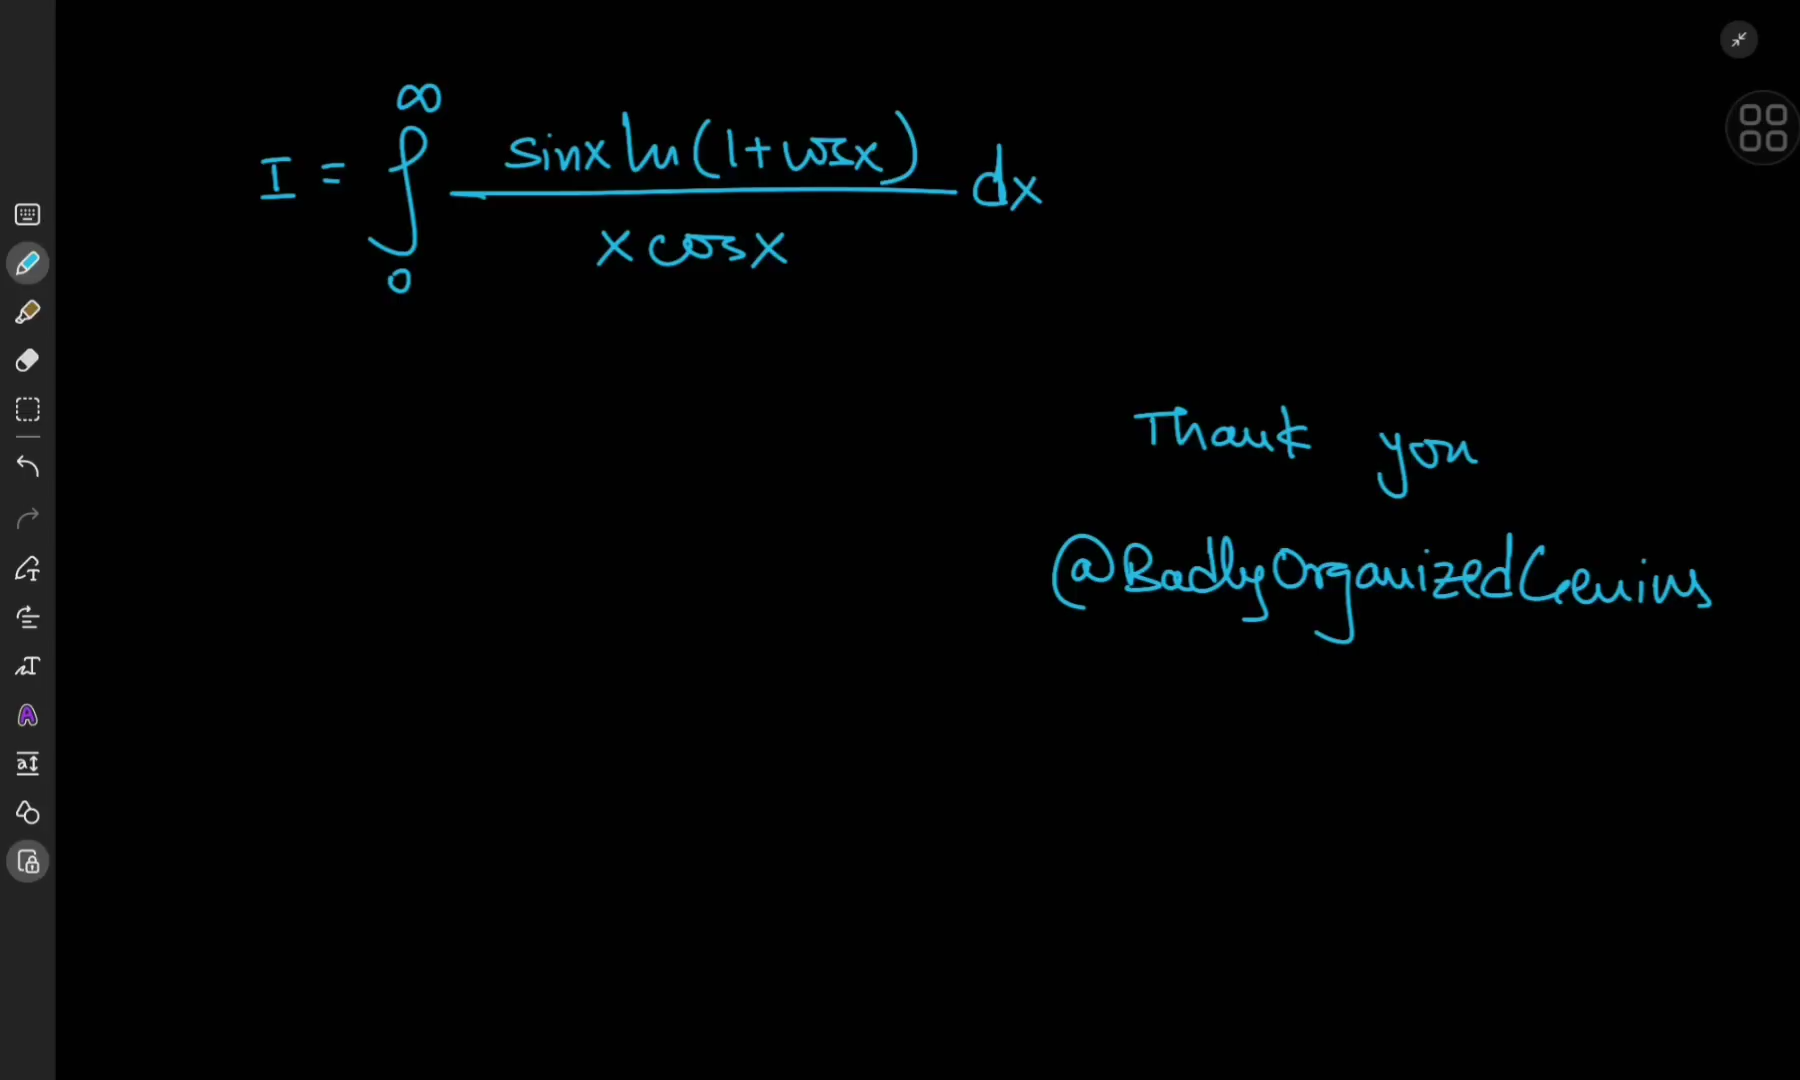 I = ∫₀^∞ sinx ln(1+cosx) / x cosx dx
Thank you
@BadlyOrganizedGenius